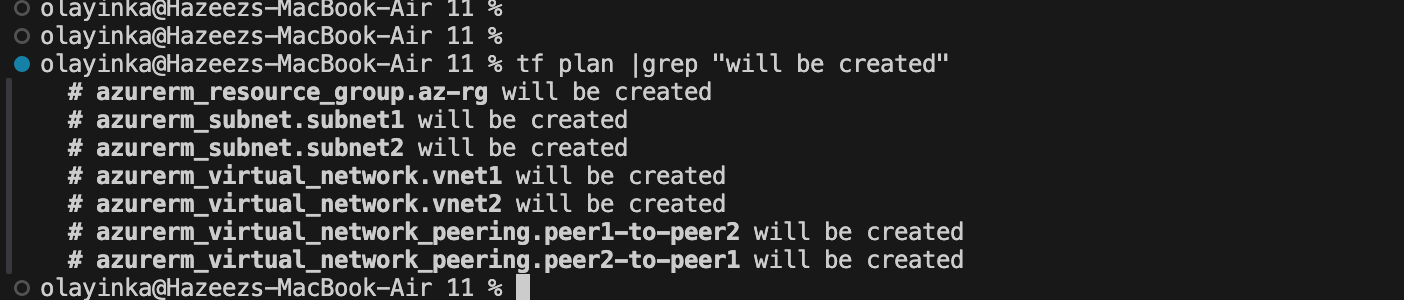 olayinka@Hazeezs-MacBook-Air 11 %
olayinka@Hazeezs-MacBook-Air 11 %
olayinka@Hazeezs-MacBook-Air 11 % tf plan |grep "will be created"
# azurerm_resource_group.az-rg will be created
# azurerm_subnet.subnet1 will be created
# azurerm_subnet.subnet2 will be created
# azurerm_virtual_network.vnet1 will be created
# azurerm_virtual_network.vnet2 will be created
# azurerm_virtual_network_peering.peer1-to-peer2 will be created
# azurerm_virtual_network_peering.peer2-to-peer1 will be created
olayinka@Hazeezs-MacBook-Air 11 %